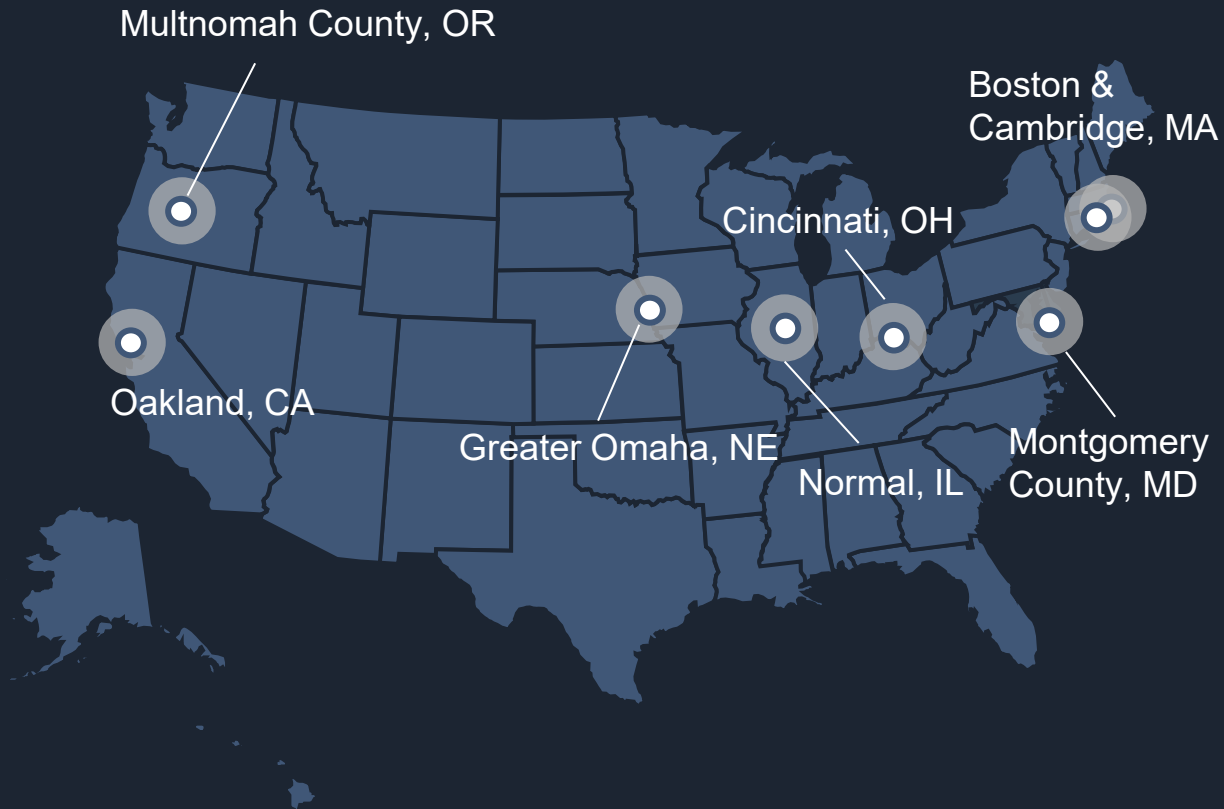 Multnomah County, OR
Boston &
Cambridge, MA
Cincinnati, OH
Oakland, CA
Greater Omaha, NE
Normal, IL
Montgomery
County, MD